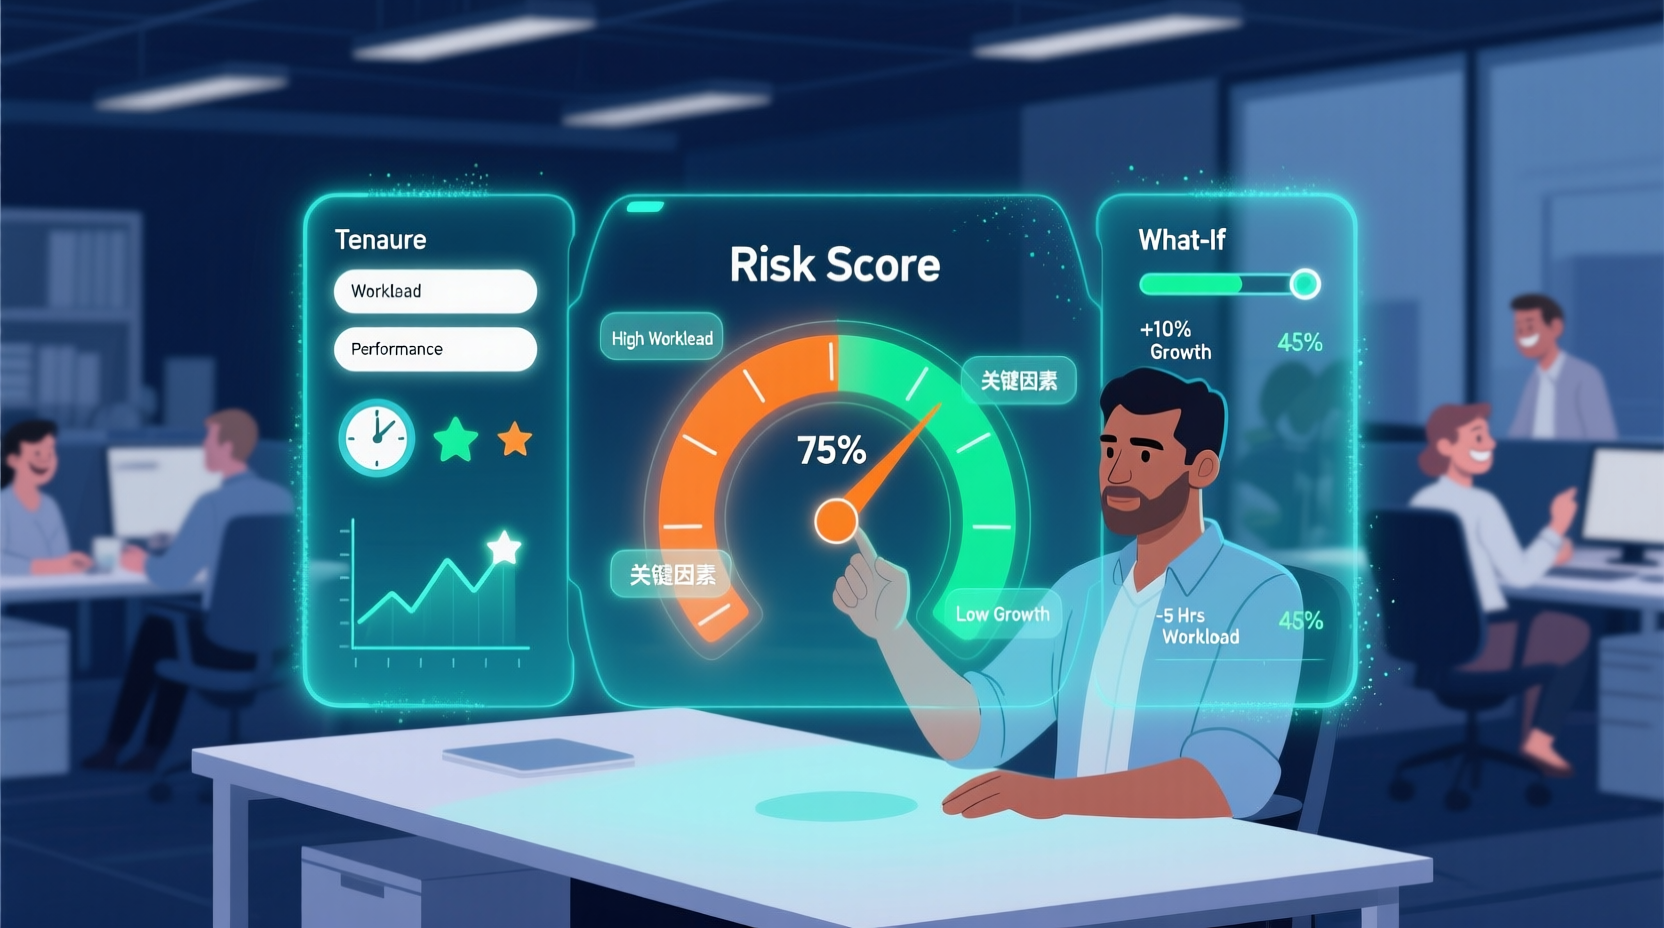 Tenaure
Worklead
Performance
Risk Score
High Worklead
关键因素
75%
关键因素
Low Growth
What-If
+10%
Growth
45%
-5 Hrs
Workload
45%